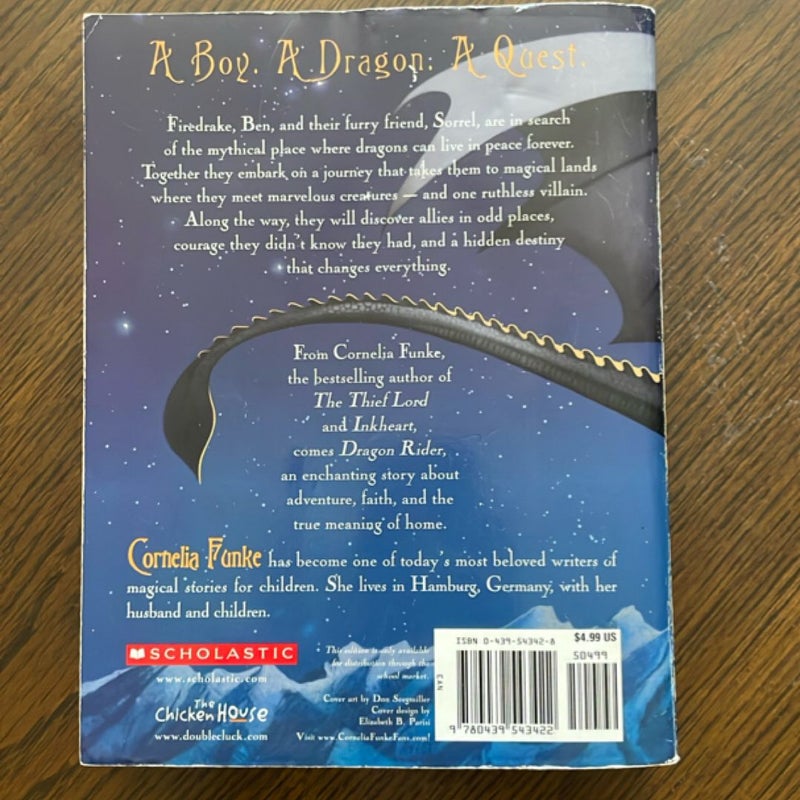 A Boy. A Dragon. A Quest.
Firedrake, Ben, and their furry friend, Sorrel, are in search
of the mythical place where dragons can live in peace forever.
Together they embark on a journey that takes them to magical lands
where they meet marvelous creatures — and one ruthless villain.
Along the way, they will discover allies in odd places,
courage they didn't know they had, and a hidden destiny
that changes everything.
From Cornelia Funke,
the bestselling author of
The Thief Lord
and Inkheart,
comes Dragon Rider,
an enchanting story about
adventure, faith, and the
true meaning of home.
Cornelia Funke has become one of today's most beloved writers of
magical stories for children. She lives in Hamburg, Germany, with her
husband and children.
SCHOLASTIC
www.scholastic.com
The
Chicken House
www.doublecluck.com
This edition is only available
for distribution through the
school market.
Cover art by Don Seegmiller
Cover design by
Elizabeth B. Parisi
Visit www.CorneliaFunkeFans.com!
ISBN 0-439-54342-8
$4.99 US
50499
EAN
9 780439 543422